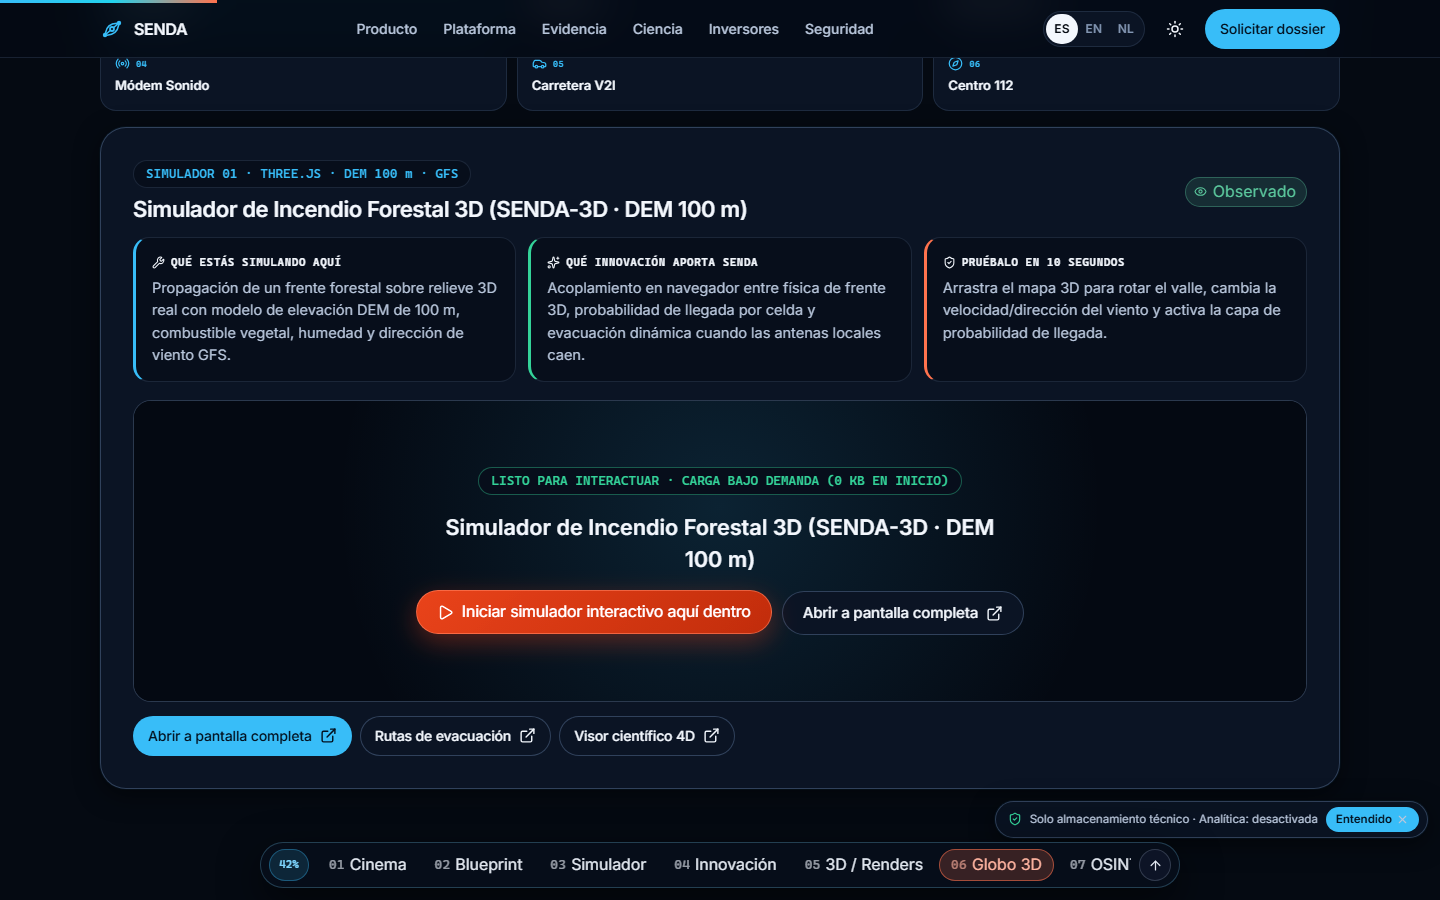 SENDA
Producto
Plataforma
Evidencia
Ciencia
Inversores
Seguridad
ES
EN
NL
Solicitar dossier
04
Módem Sonido
05
Carretera V2I
06
Centro 112
SIMULADOR 01 · THREE.JS · DEM 100 m · GFS
Simulador de Incendio Forestal 3D (SENDA-3D · DEM 100 m)
Observado
QUÉ ESTÁS SIMULANDO AQUÍ
Propagación de un frente forestal sobre relieve 3D
real con modelo de elevación DEM de 100 m,
combustible vegetal, humedad y dirección de
viento GFS.
QUÉ INNOVACIÓN APORTA SENDA
Acoplamiento en navegador entre física de frente
3D, probabilidad de llegada por celda y
evacuación dinámica cuando las antenas locales
caen.
PRUÉBALO EN 10 SEGUNDOS
Arrastra el mapa 3D para rotar el valle, cambia la
velocidad/dirección del viento y activa la capa de
probabilidad de llegada.
LISTO PARA INTERACTUAR · CARGA BAJO DEMANDA (0 KB EN INICIO)
Simulador de Incendio Forestal 3D (SENDA-3D · DEM
100 m)
Iniciar simulador interactivo aquí dentro
Abrir a pantalla completa
Abrir a pantalla completa
Rutas de evacuación
Visor científico 4D
Solo almacenamiento técnico · Analítica: desactivada
Entendido
42%
01 Cinema
02 Blueprint
03 Simulador
04 Innovación
05 3D / Renders
06 Globo 3D
07 OSIN